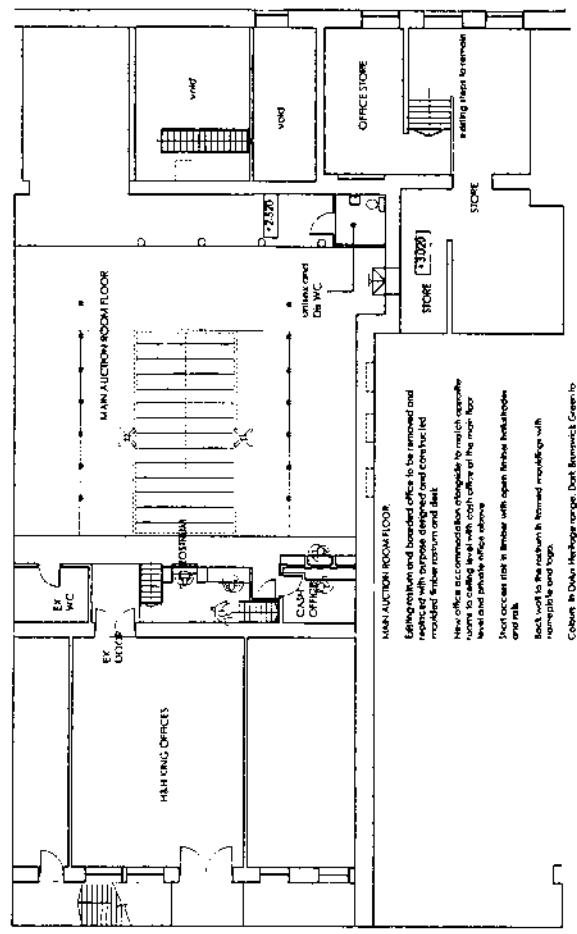 void
void
OFFICE STORE
existing steps to remain
STORE
+2.520
+3.020
STORE
unisex and
Dis WC
MAIN AUCTION ROOM FLOOR
ROSTRUM
EX
WC
EX
DOOR
CASH
OFFICE
H&H KING OFFICES
MAIN AUCTION ROOM FLOOR
Existing rostrum and boarded office to be removed and
replaced with purpose designed and constructed
moulded timber rostrum and desk
New office accommodation alongside to match opposite
rooms to ceiling level with cash office at the main floor
level and private office above
Short access stair in timber with open timber ballustrades
and rails
Back wall to the rostrum in framed mouldings with
nameplate and logo.
Colours in Dulux Heritage range, Dark Brunswick Green to